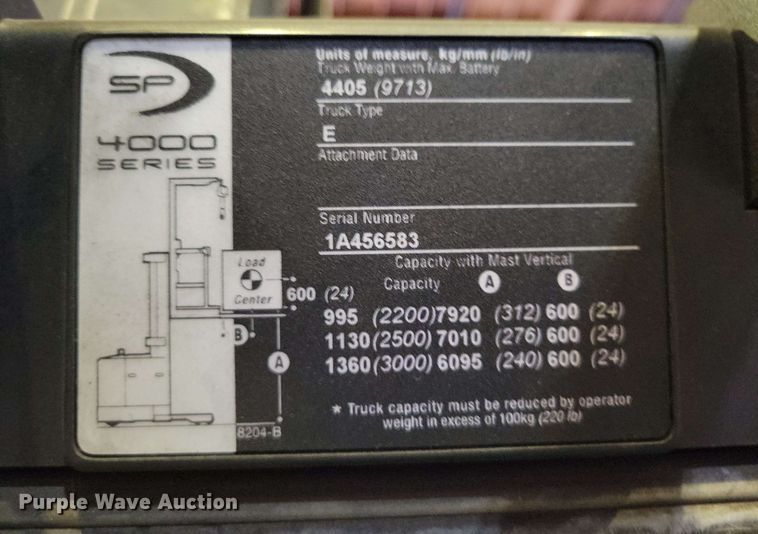 SP
4000
SERIES
Units of measure, kg/mm (lb/in)
Truck Weight with Max. Battery
4405 (9713)
Truck Type
E
Attachment Data
Serial Number
1A456583
Capacity with Mast Vertical
Capacity A B
995 (2200) 7920 (312) 600 (24)
1130 (2500) 7010 (276) 600 (24)
1360 (3000) 6095 (240) 600 (24)
* Truck capacity must be reduced by operator
weight in excess of 100kg (220 lb)
Load
Center
600 (24)
B
A
8204-B
Purple Wave Auction